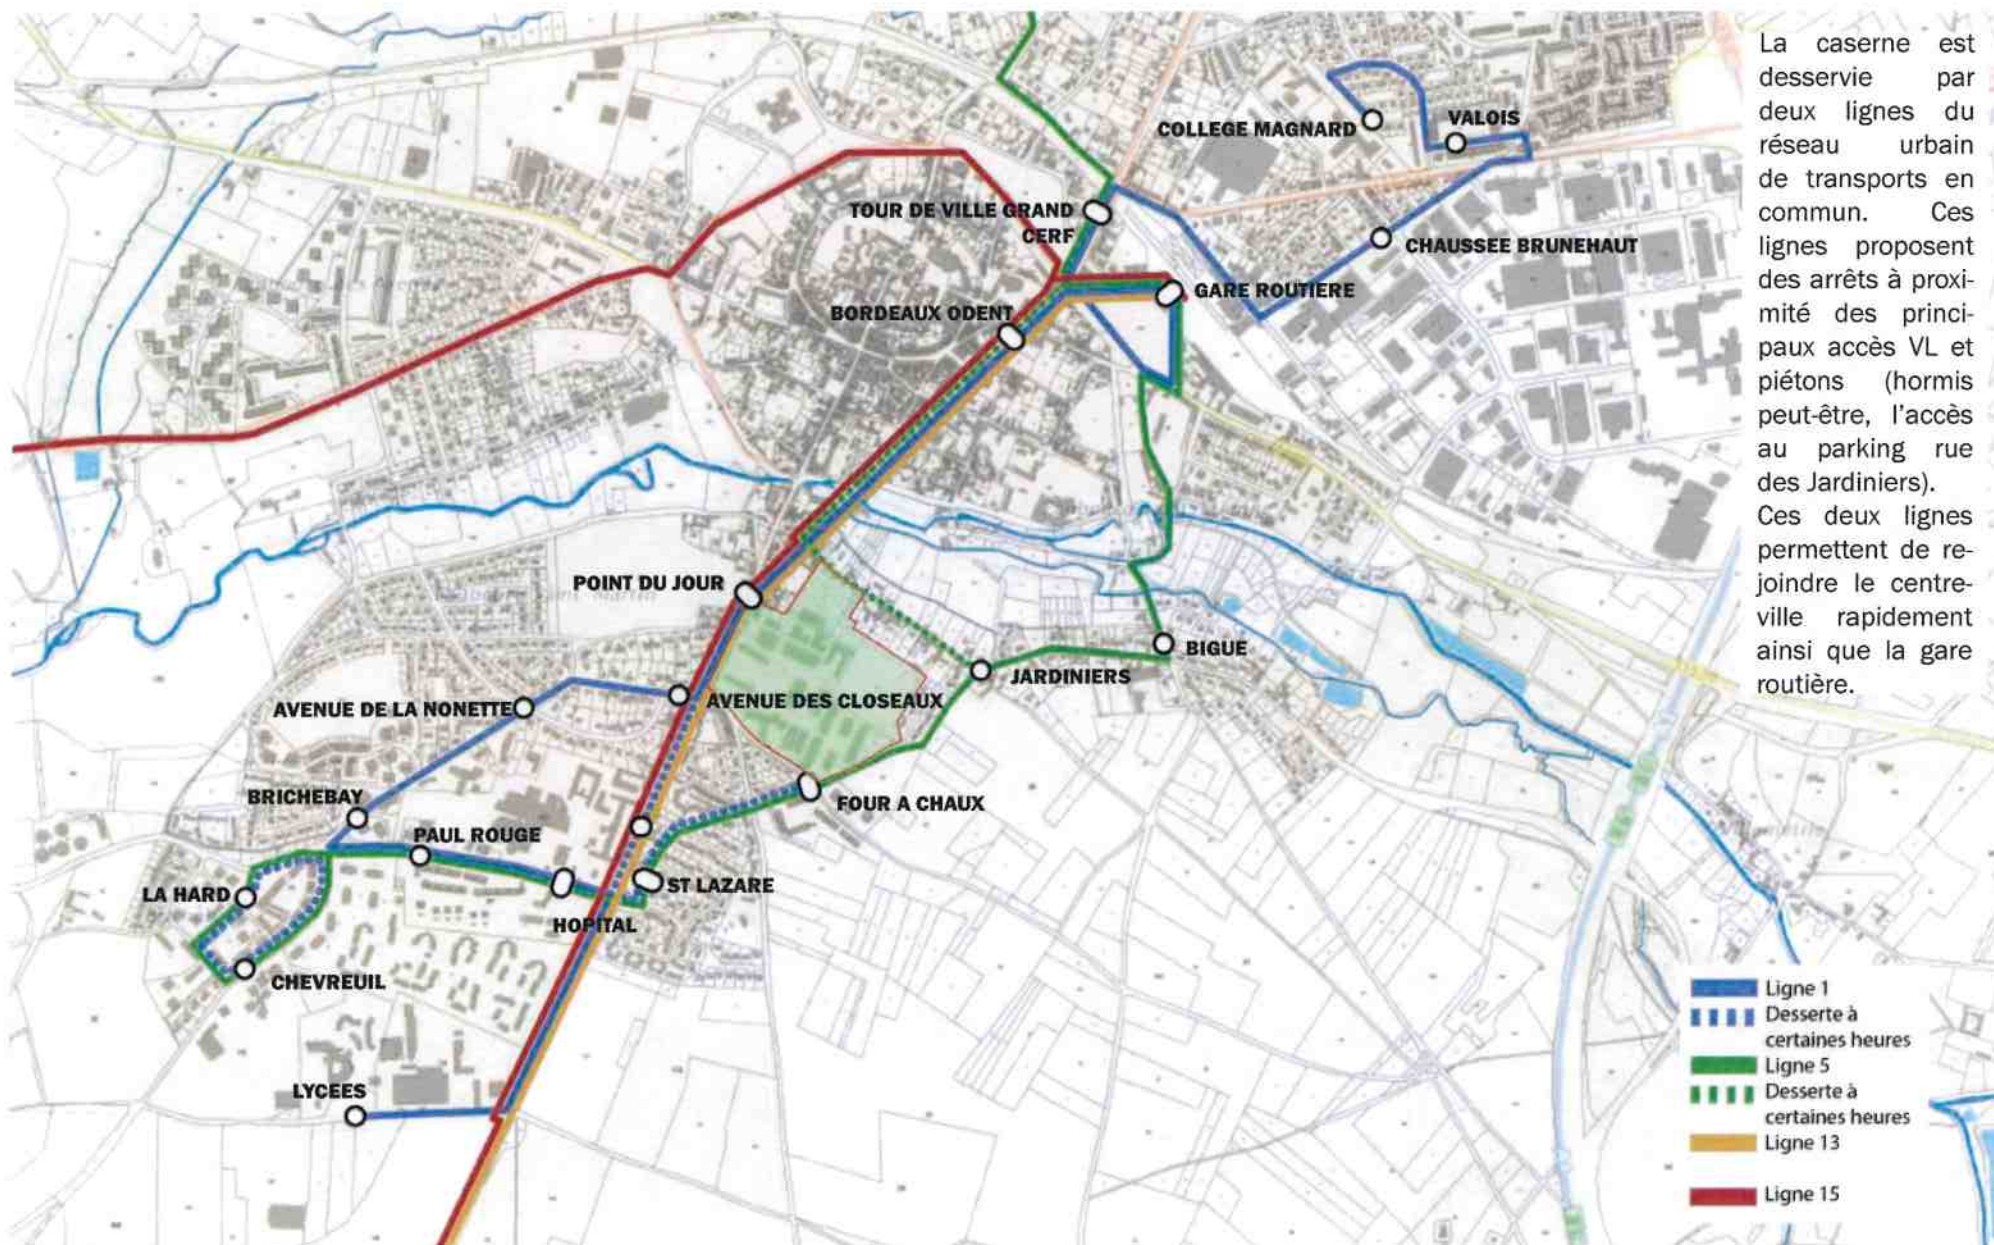 La caserne est
desservie par
deux lignes du
réseau urbain
de transports en
commun. Ces
lignes proposent
des arrêts à proxi-
mité des princi-
paux accès VL et
piétons (hormis
peut-être, l'accès
au parking rue
des Jardiniers).
Ces deux lignes
permettent de re-
joindre le centre-
ville rapidement
ainsi que la gare
routière.
COLLEGE MAGNARD
VALOIS
TOUR DE VILLE GRAND
CERF
CHAUSSEE BRUNEHAUT
GARE ROUTIERE
BORDEAUX ODENT
POINT DU JOUR
BIGUE
JARDINIERS
AVENUE DES CLOSEAUX
AVENUE DE LA NONETTE
BRICHEBAY
FOUR A CHAUX
PAUL ROUGE
LA HARD
ST LAZARE
HOPITAL
CHEVREUIL
LYCEES
Ligne 1
Desserte à
certaines heures
Ligne 5
Desserte à
certaines heures
Ligne 13
Ligne 15